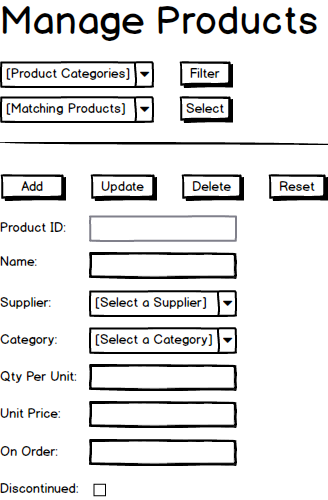 Manage Products
[Product Categories] Filter
[Matching Products] Select
Add Update Delete Reset
Product ID:
Name:
Supplier: [Select a Supplier]
Category: [Select a Category]
Qty Per Unit:
Unit Price:
On Order:
Discontinued: